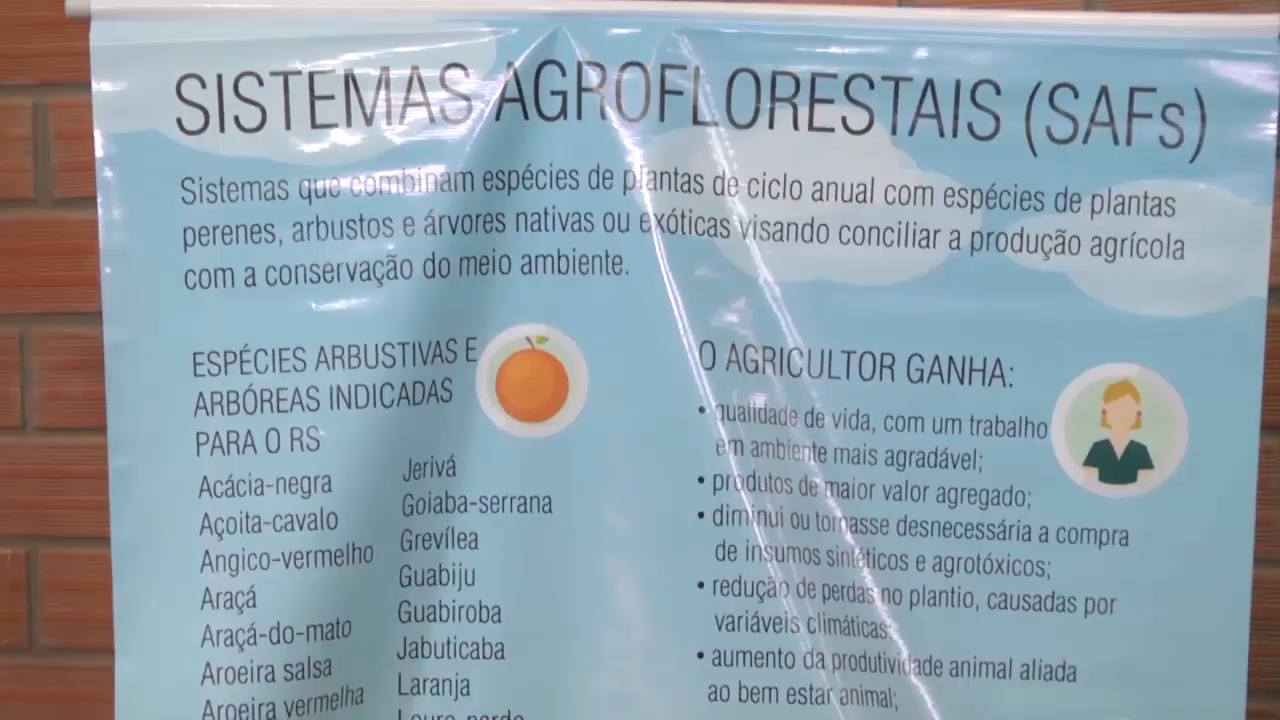 SISTEMAS AGROFLORESTAIS (SAFs)
Sistemas que combinam espécies de plantas de ciclo anual com espécies de plantas
perenes, arbustos e árvores nativas ou exóticas visando conciliar a produção agrícola
com a conservação do meio ambiente.
ESPÉCIES ARBUSTIVAS E
ARBÓREAS INDICADAS
PARA O RS
Acácia-negra
Açoita-cavalo
Angico-vermelho
Araçá
Araçá-do-mato
Aroeira salsa
Aroeira vermelha
Jerivá
Goiaba-serrana
Grevílea
Guabiju
Guabiroba
Jabuticaba
Laranja
Louro-pardo
O AGRICULTOR GANHA:
• qualidade de vida, com um trabalho
em ambiente mais agradável;
• produtos de maior valor agregado;
• diminui ou tornasse desnecessária a compra
de insumos sintéticos e agrotóxicos;
• redução de perdas no plantio, causadas por
variáveis climáticas;
• aumento da produtividade animal aliada
ao bem estar animal;